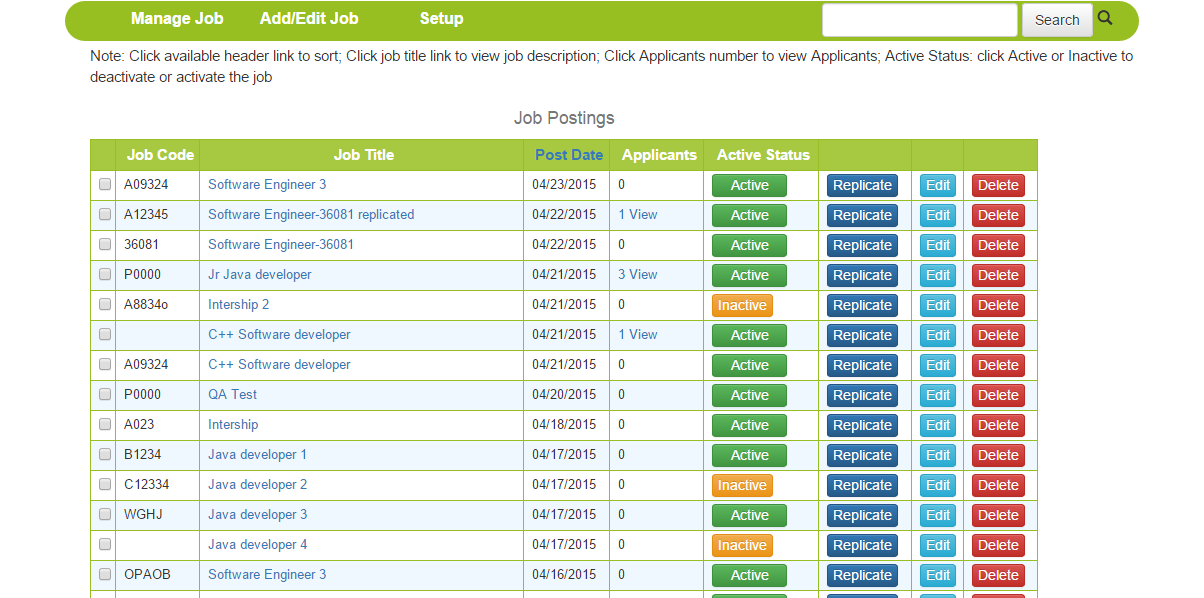 Manage Job Add/Edit Job Setup Search
Note: Click available header link to sort; Click job title link to view job description; Click Applicants number to view Applicants; Active Status: click Active or Inactive to
deactivate or activate the job
Job Postings
Job Code Job Title Post Date Applicants Active Status
A09324 Software Engineer 3 04/23/2015 0 Active Replicate Edit Delete
A12345 Software Engineer-36081 replicated 04/22/2015 1 View Active Replicate Edit Delete
36081 Software Engineer-36081 04/22/2015 0 Active Replicate Edit Delete
P0000 Jr Java developer 04/21/2015 3 View Active Replicate Edit Delete
A8834o Intership 2 04/21/2015 0 Inactive Replicate Edit Delete
C++ Software developer 04/21/2015 1 View Active Replicate Edit Delete
A09324 C++ Software developer 04/21/2015 0 Active Replicate Edit Delete
P0000 QA Test 04/20/2015 0 Active Replicate Edit Delete
A023 Intership 04/18/2015 0 Active Replicate Edit Delete
B1234 Java developer 1 04/17/2015 0 Active Replicate Edit Delete
C12334 Java developer 2 04/17/2015 0 Inactive Replicate Edit Delete
WGHJ Java developer 3 04/17/2015 0 Active Replicate Edit Delete
Java developer 4 04/17/2015 0 Inactive Replicate Edit Delete
OPAOB Software Engineer 3 04/16/2015 0 Active Replicate Edit Delete